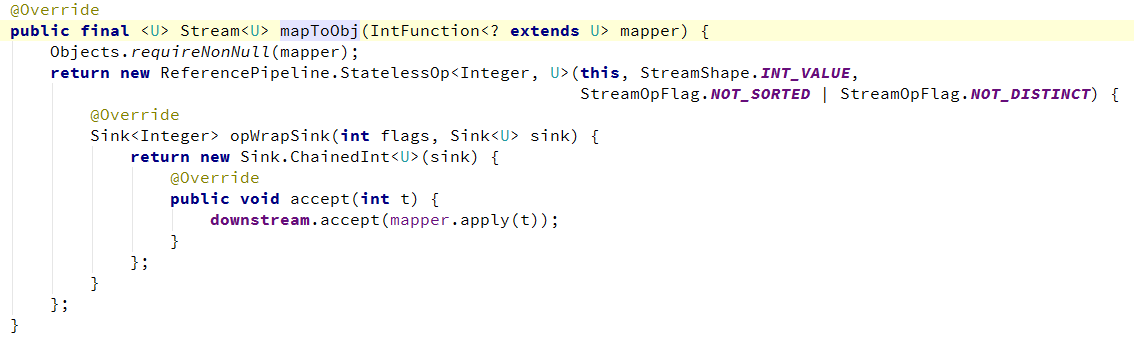 @Override
public final <U> Stream<U> mapToObj(IntFunction<? extends U> mapper) {
    Objects.requireNonNull(mapper);
    return new ReferencePipeline.StatelessOp<Integer, U>(this, StreamShape.INT_VALUE,
                                                         StreamOpFlag.NOT_SORTED | StreamOpFlag.NOT_DISTINCT) {
        @Override
        Sink<Integer> opWrapSink(int flags, Sink<U> sink) {
            return new Sink.ChainedInt<U>(sink) {
                @Override
                public void accept(int t) {
                    downstream.accept(mapper.apply(t));
                }
            };
        }
    };
}